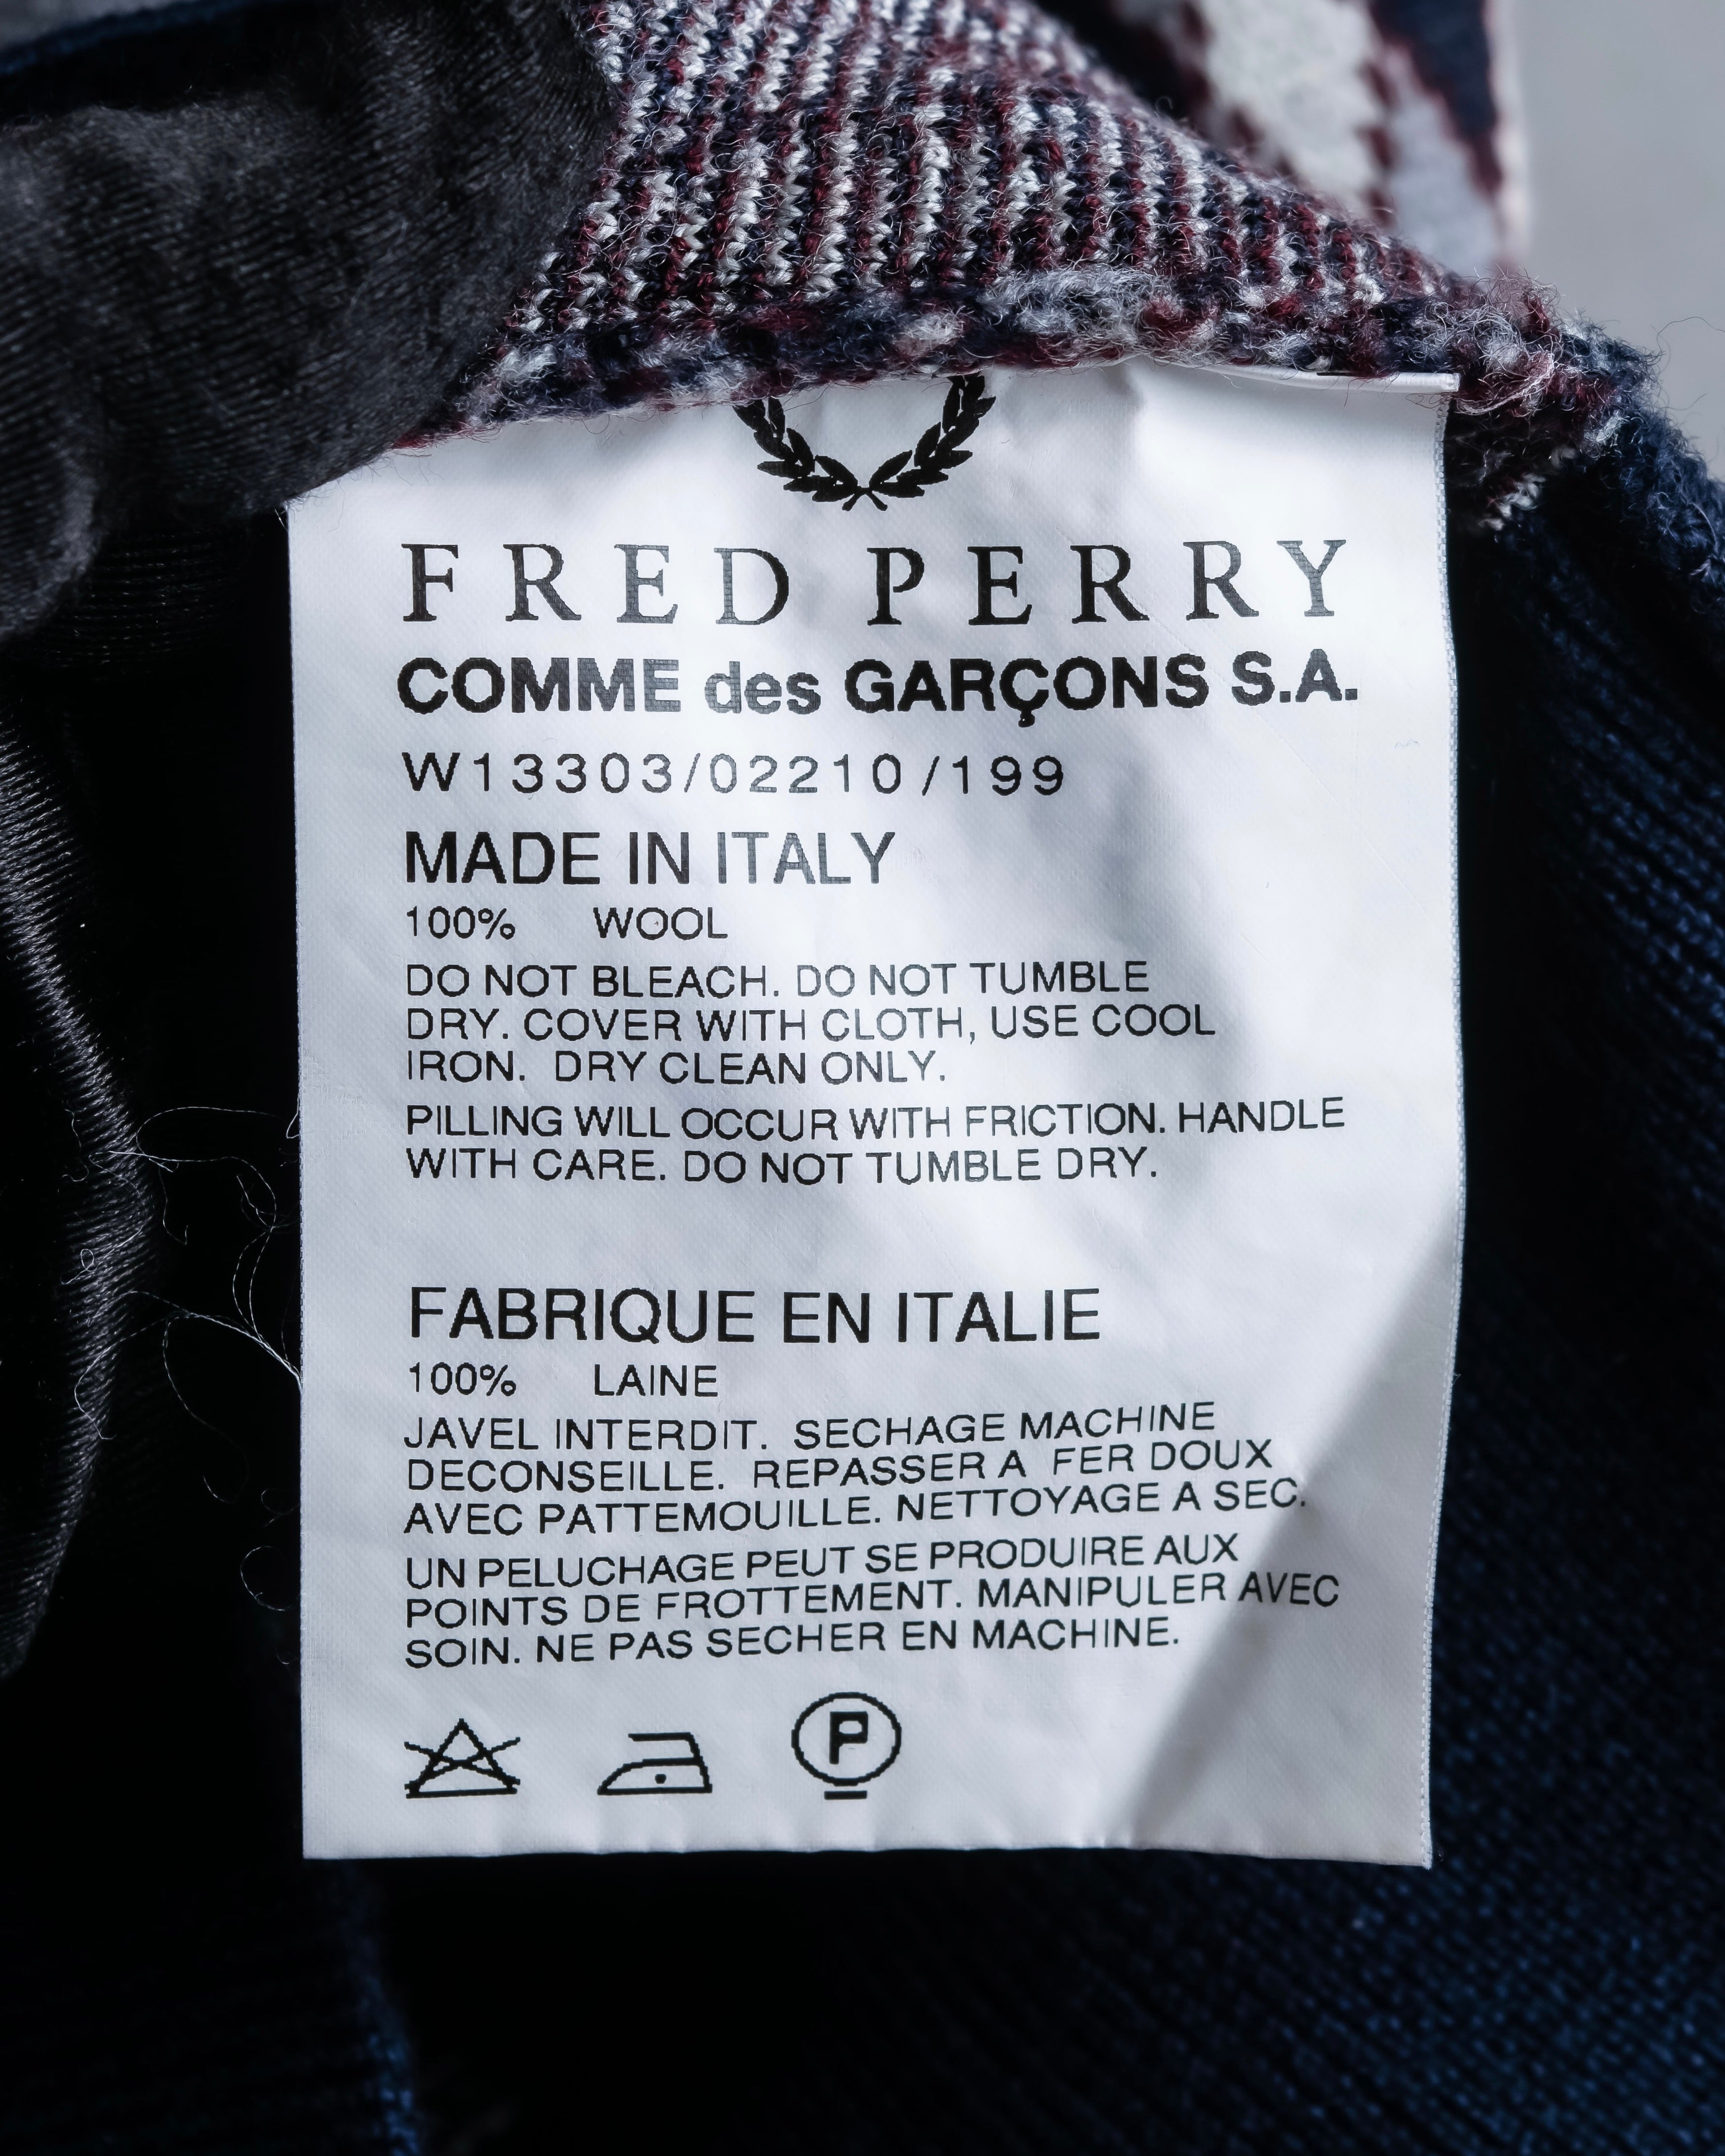 FRED PERRY
COMME des GARÇONS S.A.
W13303/02210/199
MADE IN ITALY
100% WOOL
DO NOT BLEACH. DO NOT TUMBLE
DRY. COVER WITH CLOTH, USE COOL
IRON. DRY CLEAN ONLY.
PILLING WILL OCCUR WITH FRICTION. HANDLE
WITH CARE. DO NOT TUMBLE DRY.
FABRIQUE EN ITALIE
100% LAINE
JAVEL INTERDIT. SECHAGE MACHINE
DECONSEILLE. REPASSER A FER DOUX
AVEC PATTEMOUILLE. NETTOYAGE A SEC.
UN PELUCHAGE PEUT SE PRODUIRE AUX
POINTS DE FROTTEMENT. MANIPULER AVEC
SOIN. NE PAS SECHER EN MACHINE.
P